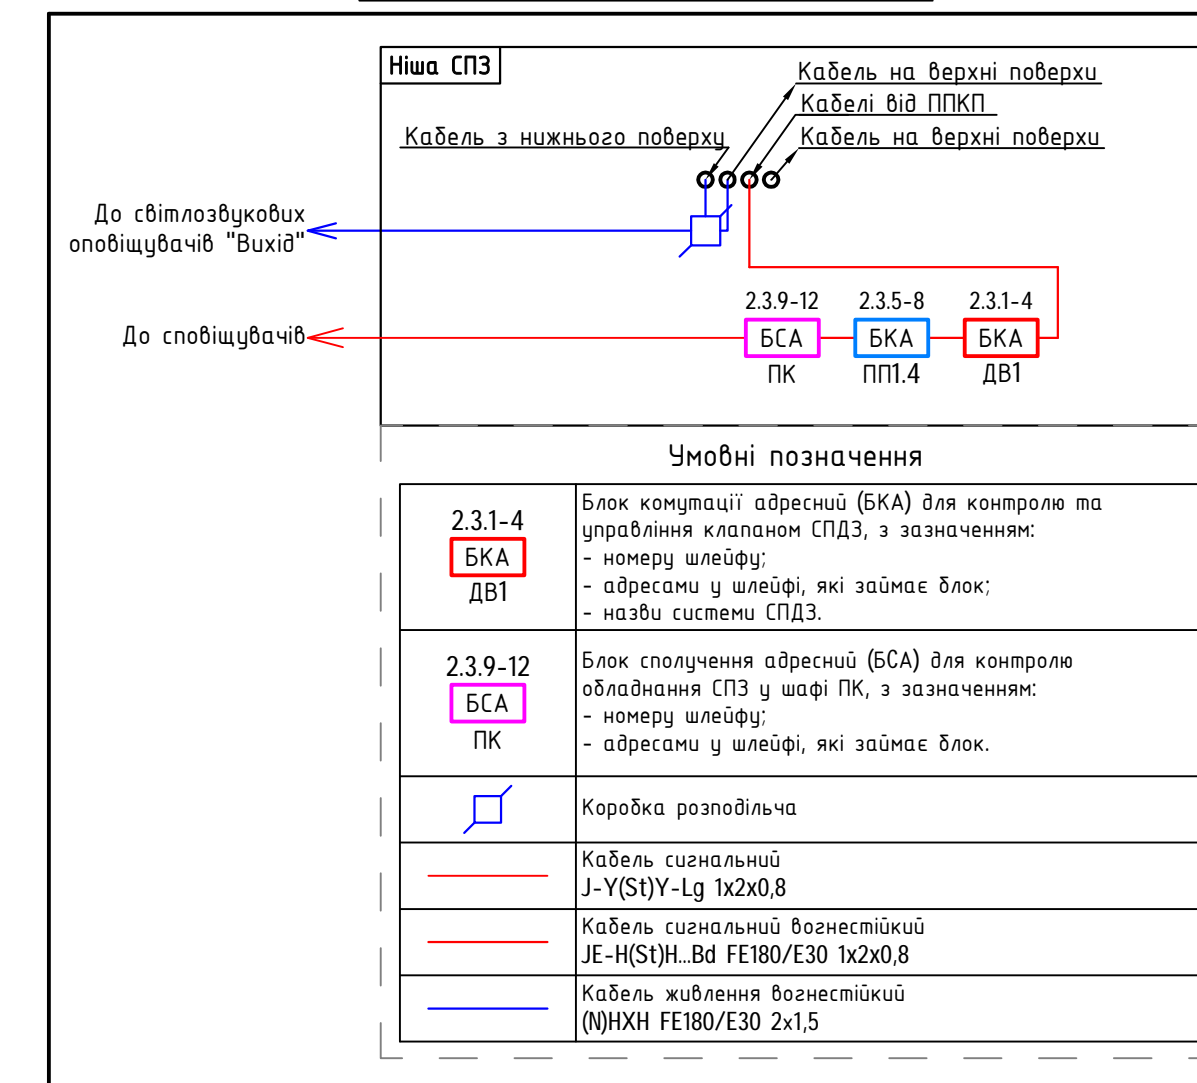 Ніша СПЗ
Кабель на верхні поверхи
Кабелі від ППКП
Кабель з нижнього поверху
Кабель на верхні поверхи
До світлозвукових
оповіщувачів "Вихід"
2.3.9-12
2.3.5-8
2.3.1-4
До сповіщувачів
БСА
БКА
БКА
ПК
ПП1.4
ДВ1
Умовні позначення
2.3.1-4
БКА
ДВ1
Блок комутації адресний (БКА) для контролю та
управління клапаном СПДЗ, з зазначенням:
- номеру шлейфу;
- адресами у шлейфі, які займає блок;
- назви системи СПДЗ.
2.3.9-12
БСА
ПК
Блок сполучення адресний (БСА) для контролю
обладнання СПЗ у шафі ПК, з зазначенням:
- номеру шлейфу;
- адресами у шлейфі, які займає блок.
Коробка розподільча
Кабель сигнальний
J-Y(St)Y-Lg 1x2x0,8
Кабель сигнальний вогнестійкий
JE-H(St)H...Bd FE180/E30 1x2x0,8
Кабель живлення вогнестійкий
(N)HXH FE180/E30 2x1,5